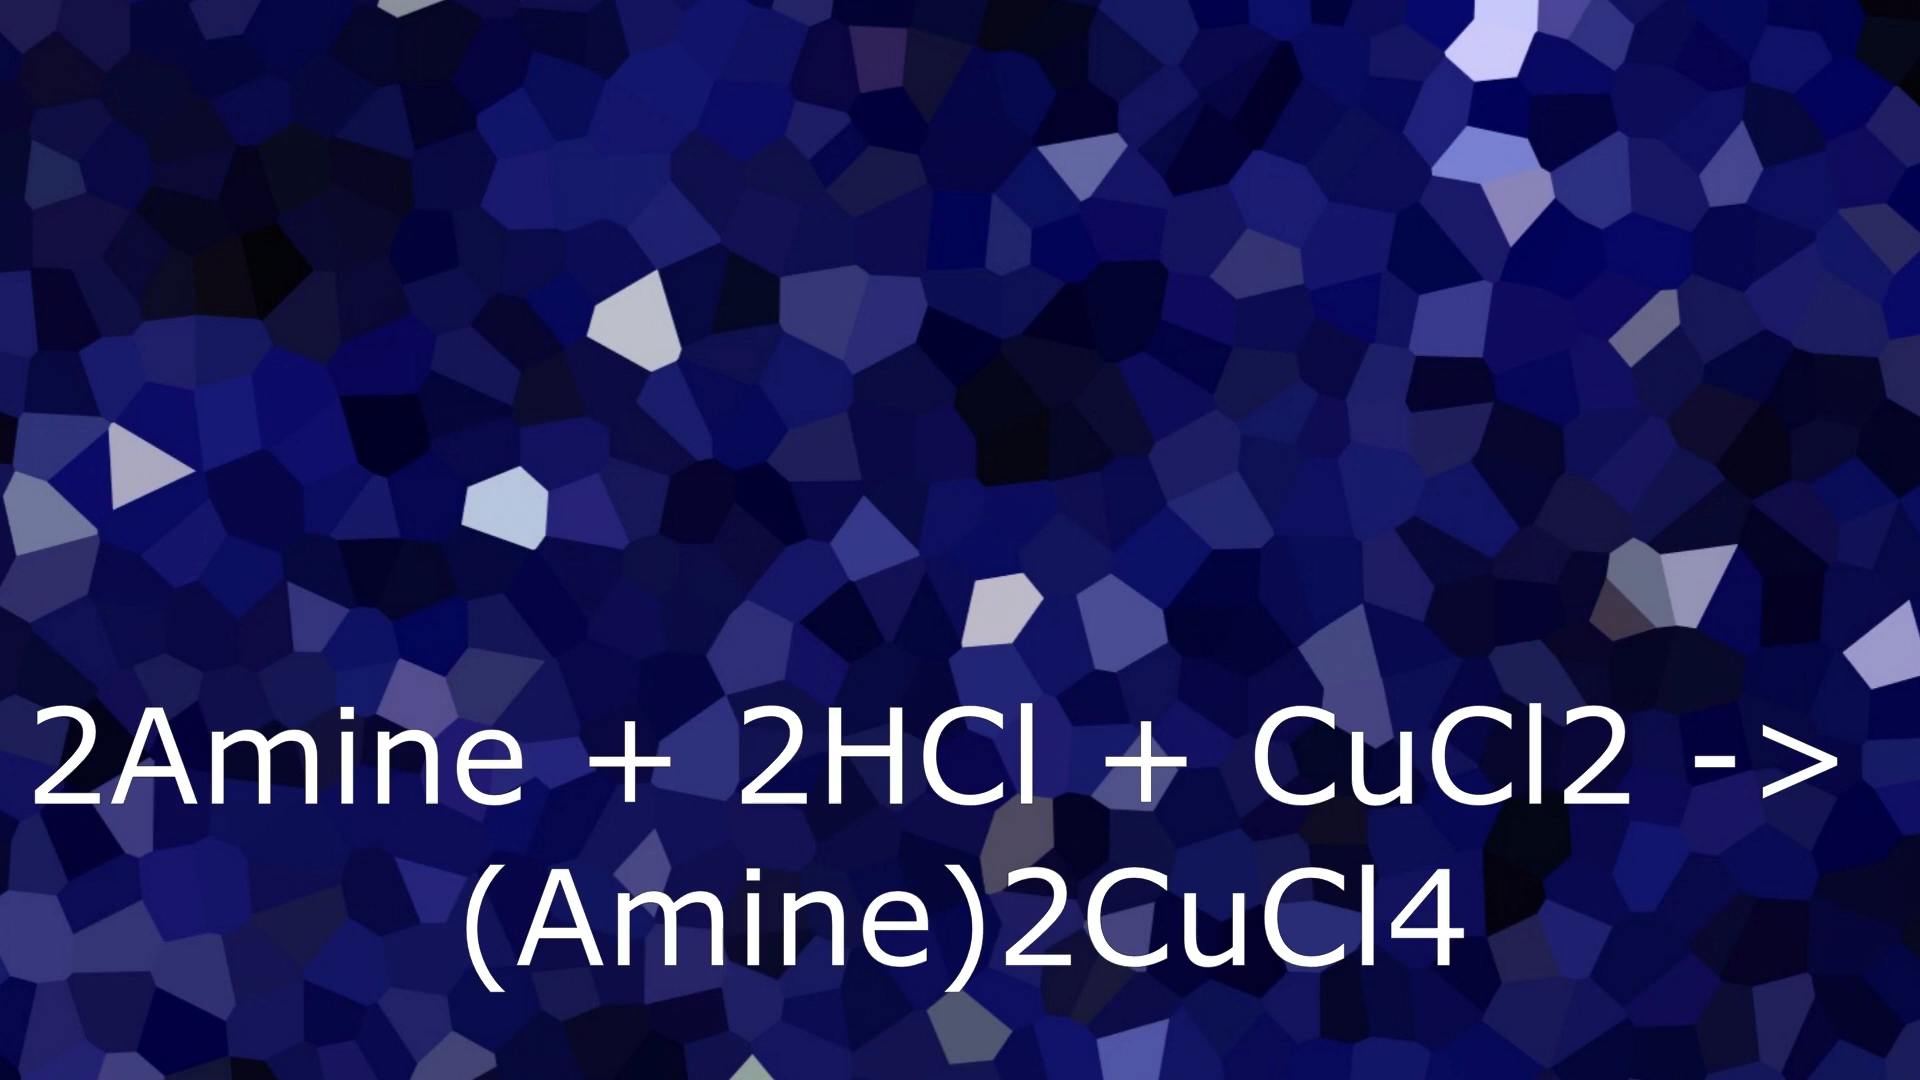 2Amine + 2HCl + CuCl2 ->
(Amine)2CuCl4